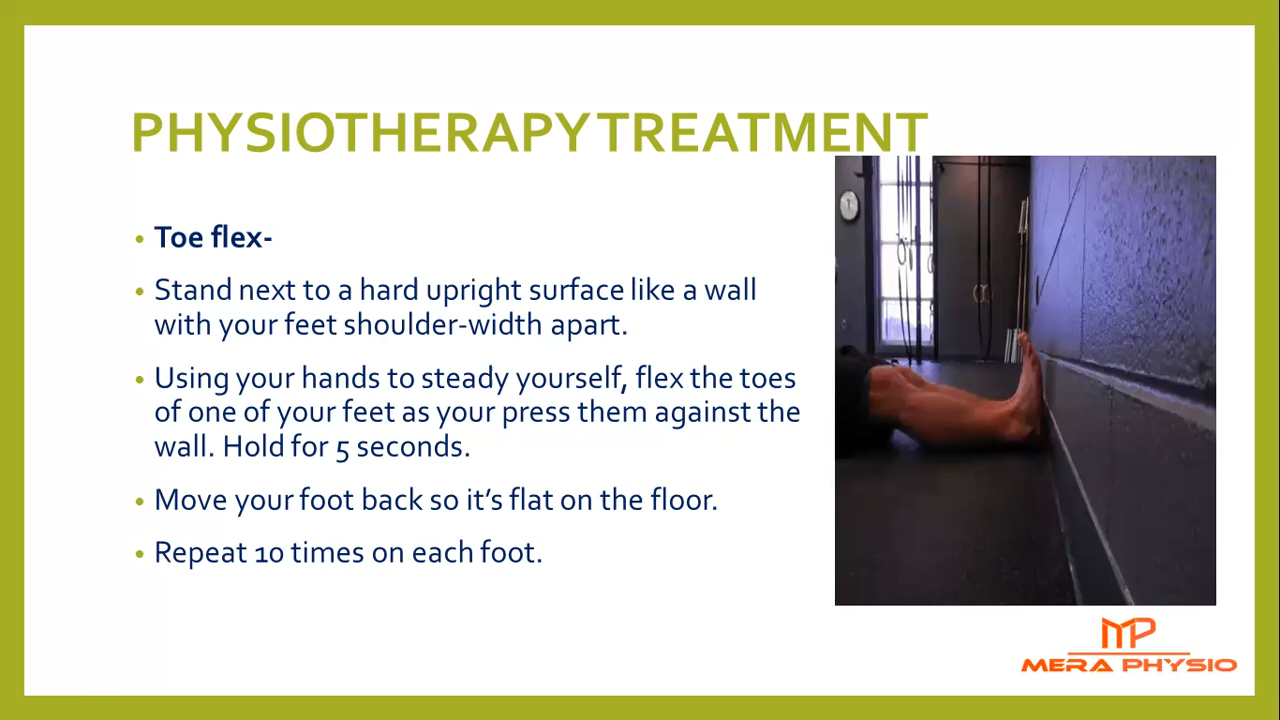 PHYSIOTHERAPY TREATMENT
• Toe flex-
• Stand next to a hard upright surface like a wall
with your feet shoulder-width apart.
• Using your hands to steady yourself, flex the toes
of one of your feet as your press them against the
wall. Hold for 5 seconds.
• Move your foot back so it’s flat on the floor.
• Repeat 10 times on each foot.
MP
MERA PHYSIO